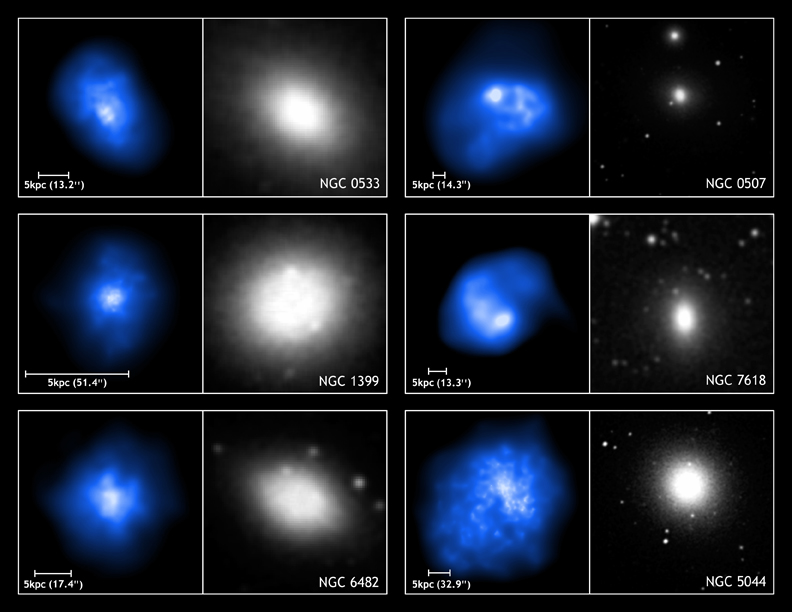 5kpc (13.2'')
NGC 0533
5kpc (14.3")
NGC 0507
5kpc (51.4")
NGC 1399
5kpc (13.3")
NGC 7618
5kpc (17.4")
NGC 6482
5kpc (32.9")
NGC 5044